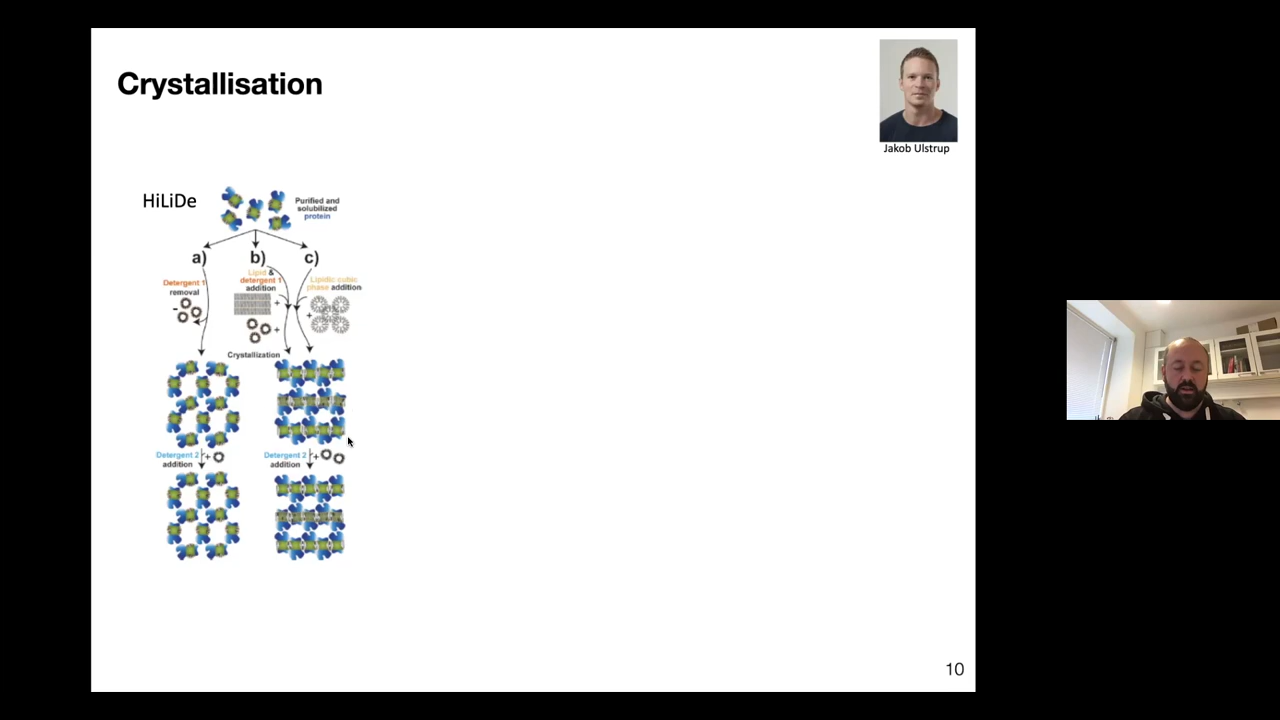 Crystallisation
Jakob Ulstrup
HiLiDe
Purified and
solubilized
protein
a)
b)
c)
Detergent 1
removal
-
Lipid &
detergent 1
addition
+
+
Lipidic cubic
phase addition
+
Crystallization
Detergent 2
addition
+
Detergent 2
addition
+
10